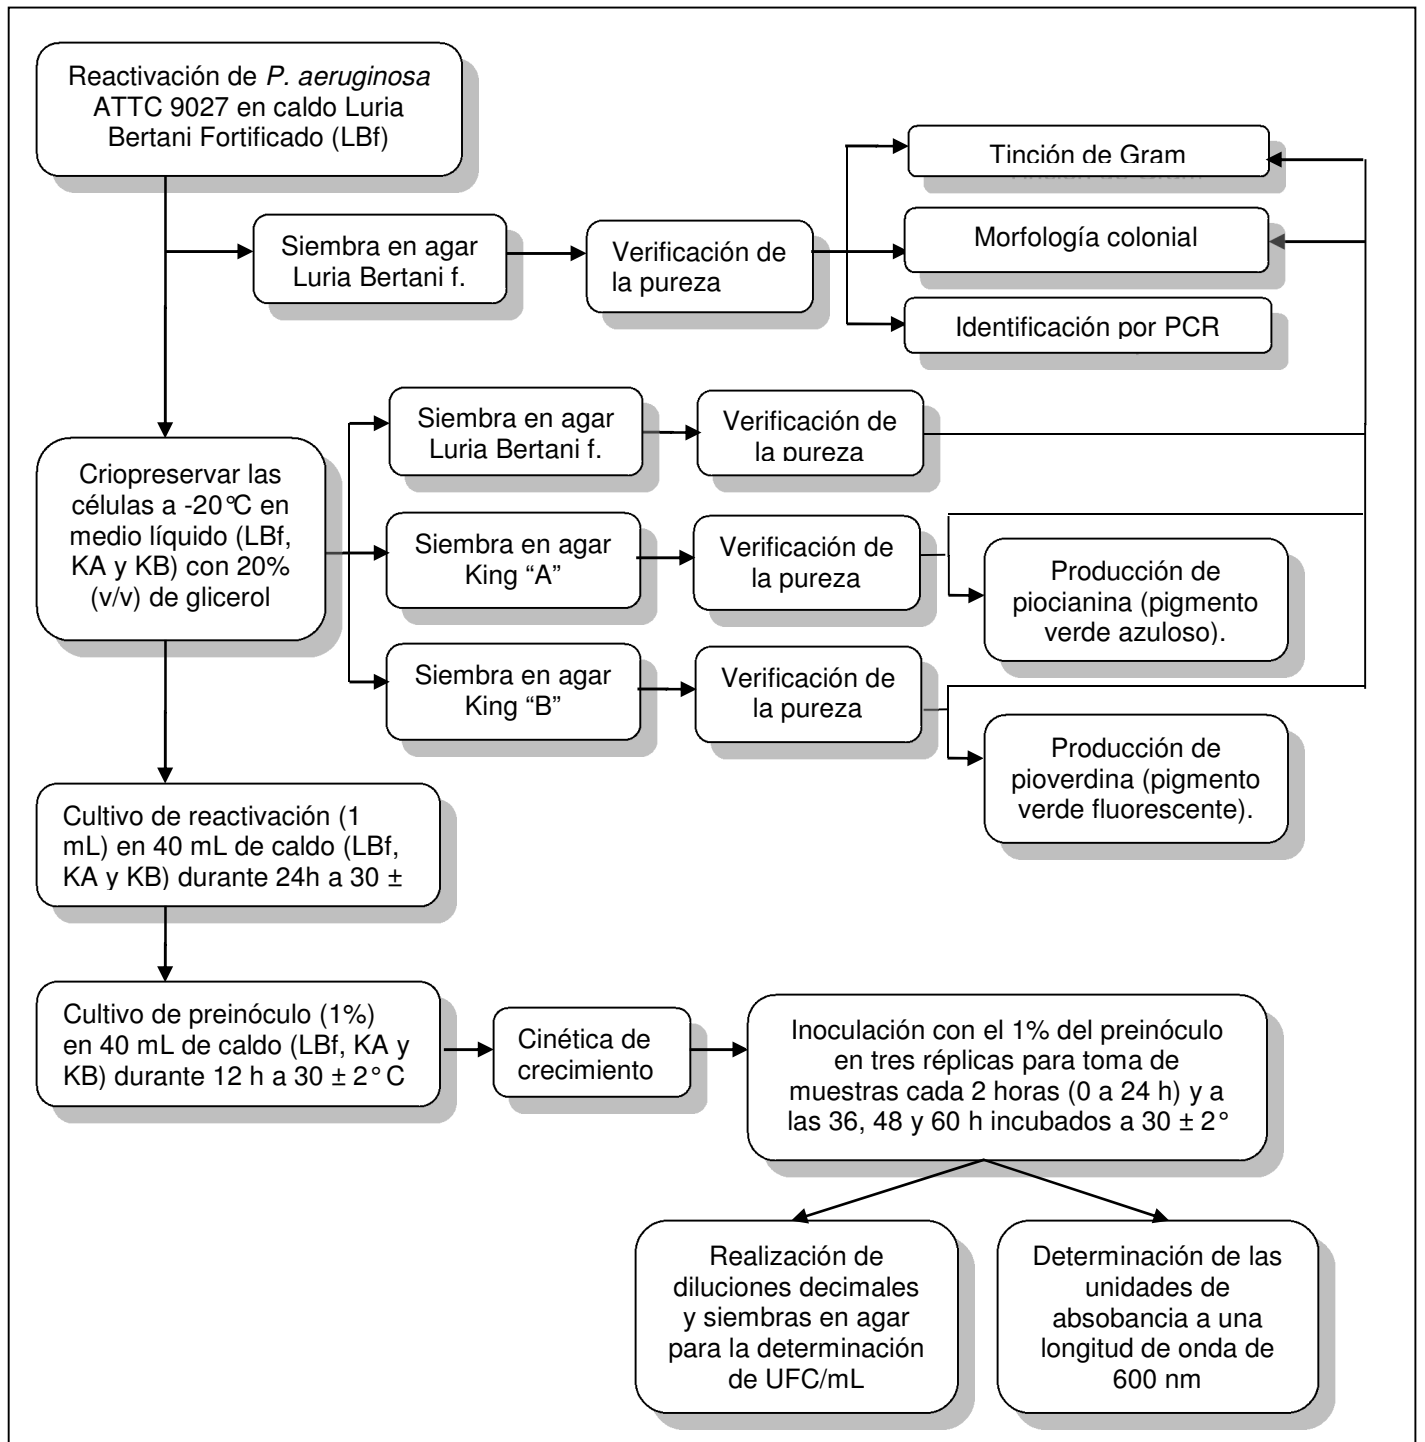 Reactivación de P. aeruginosa
ATTC 9027 en caldo Luria
Bertani Fortificado (LBf)
Siembra en agar
Luria Bertani f.
Verificación de
la pureza
Tinción de Gram
Morfología colonial
Identificación por PCR
Criopreservar las
células a -20°C en
medio líquido (LBf,
KA y KB) con 20%
(v/v) de glicerol
Siembra en agar
Luria Bertani f.
Verificación de
la pureza
Siembra en agar
King “A”
Verificación de
la pureza
Producción de
piocianina (pigmento
verde azuloso).
Siembra en agar
King “B”
Verificación de
la pureza
Producción de
pioverdina (pigmento
verde fluorescente).
Cultivo de reactivación (1
mL) en 40 mL de caldo (LBf,
KA y KB) durante 24h a 30 ±
Cultivo de preinóculo (1%)
en 40 mL de caldo (LBf, KA y
KB) durante 12 h a 30 ± 2° C
Cinética de
crecimiento
Inoculación con el 1% del preinóculo
en tres réplicas para toma de
muestras cada 2 horas (0 a 24 h) y a
las 36, 48 y 60 h incubados a 30 ± 2°
Realización de
diluciones decimales
y siembras en agar
para la determinación
de UFC/mL
Determinación de las
unidades de
absobancia a una
longitud de onda de
600 nm